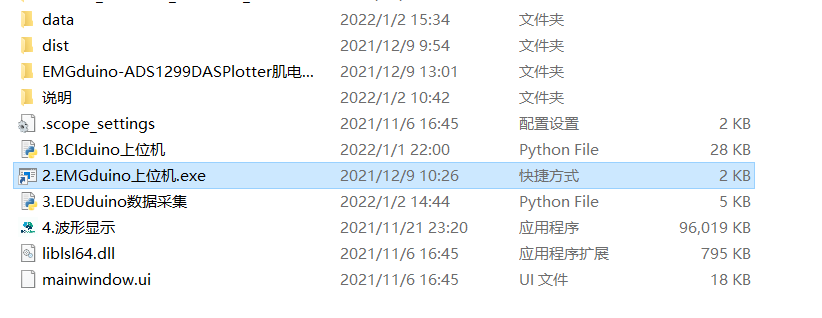 data 2022/1/2 15:34 文件夹
dist 2021/12/9 9:54 文件夹
EMGduino-ADS1299DASPlotter肌电... 2021/12/9 13:01 文件夹
说明 2022/1/2 10:42 文件夹
.scope_settings 2021/11/6 16:45 配置设置 2 KB
1.BCIduino上位机 2022/1/1 22:00 Python File 28 KB
2.EMGduino上位机.exe 2021/12/9 10:26 快捷方式 2 KB
3.EDUduino数据采集 2022/1/2 14:44 Python File 5 KB
4.波形显示 2021/11/21 23:20 应用程序 96,019 KB
liblsl64.dll 2021/11/6 16:45 应用程序扩展 795 KB
mainwindow.ui 2021/11/6 16:45 UI 文件 18 KB